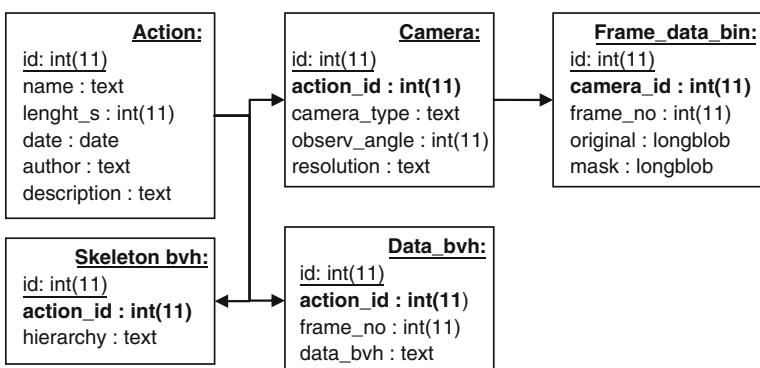 Action:
id: int(11)
name : text
lenght_s : int(11)
date : date
author : text
description : text
Camera:
id: int(11)
action_id : int(11)
camera_type : text
observ_angle : int(11)
resolution : text
Frame_data_bin:
id: int(11)
camera_id : int(11)
frame_no : int(11)
original : longblob
mask : longblob
Skeleton bvh:
id: int(11)
action_id : int(11)
hierarchy : text
Data_bvh:
id: int(11)
action_id : int(11)
frame_no : int(11)
data_bvh : text